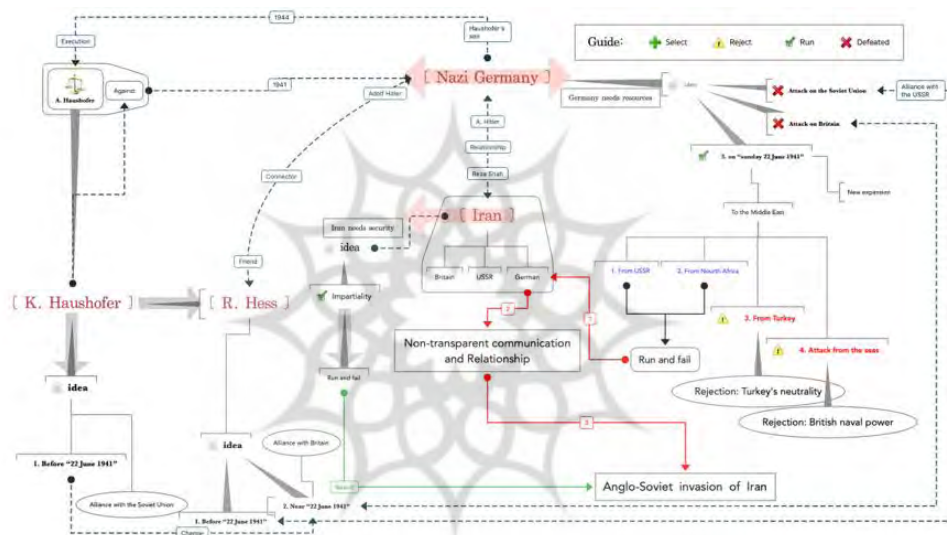 1944
Haushofer's
son
Execution
Guide:
Select
Reject
Run
Defeated
A. Haushofer
Against
1941
Adolf Hitler
[ Nazi Germany ]
Germany needs resources
Idea
Attack on the Soviet Union
Alliance with
the USSR
Attack on Britain
A. Hitler
Relationship
Reza Shah
3. on "sunday 22 June 1941"
New expansion
Connector
To the Middle East
[ Iran ]
Iran needs security
idea
Britain
USSR
German
1. From USSR
2. From Nourth Africa
Friend
[ K. Haushofer ]
[ R. Hess ]
Impartiality
2
1
3. From Turkey
Non-transparent communication
and Relationship
Run and fail
4. Attack from the seas
Run and fail
idea
Rejection: Turkey's neutrality
Rejection: British naval power
3
Alliance with Britain
idea
1. Before "22 June 1941"
Anglo-Soviet invasion of Iran
Alliance with the Soviet Union
2. Near "22 June 1941"
1. Before "22 June 1941"
Change